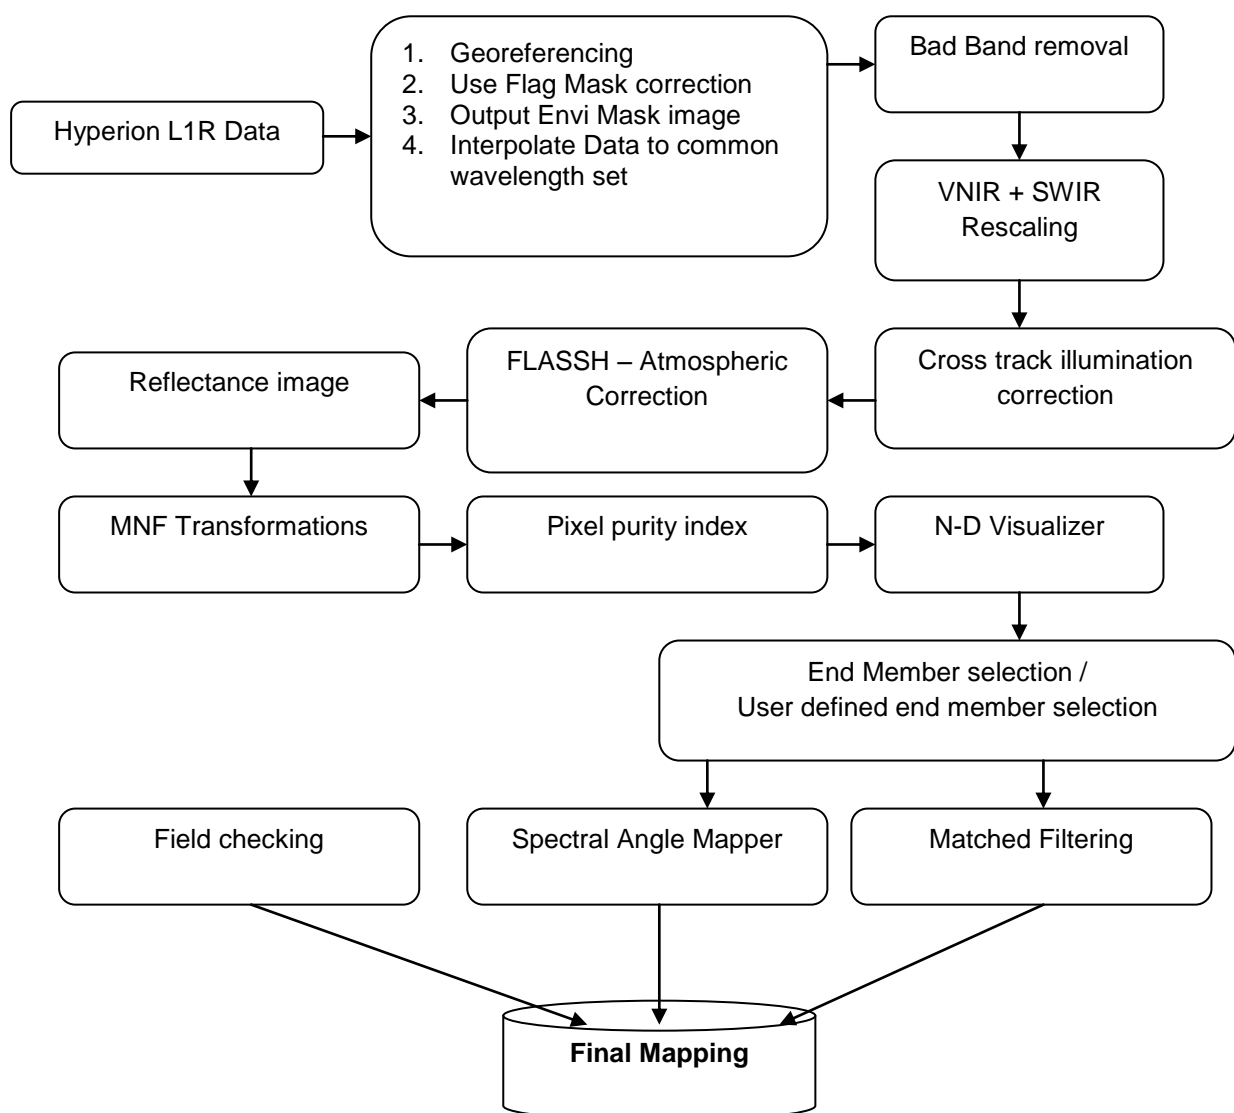 Hyperion L1R Data
1. Georeferencing
2. Use Flag Mask correction
3. Output Envi Mask image
4. Interpolate Data to common
wavelength set
Bad Band removal
VNIR + SWIR
Rescaling
Cross track illumination
correction
FLASSH – Atmospheric
Correction
Reflectance image
MNF Transformations
Pixel purity index
N-D Visualizer
End Member selection /
User defined end member selection
Field checking
Spectral Angle Mapper
Matched Filtering
Final Mapping